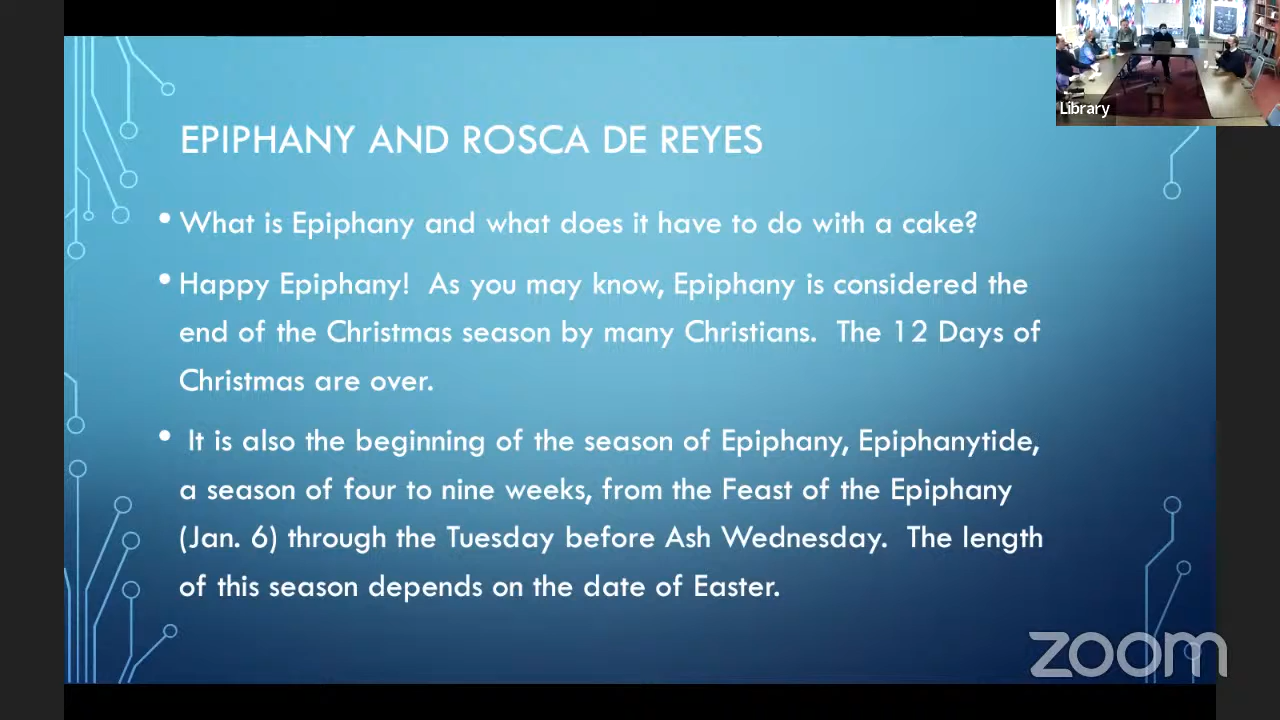 Library
EPIPHANY AND ROSCA DE REYES
• What is Epiphany and what does it have to do with a cake?
• Happy Epiphany!  As you may know, Epiphany is considered the
end of the Christmas season by many Christians.  The 12 Days of
Christmas are over.
• It is also the beginning of the season of Epiphany, Epiphanytide,
a season of four to nine weeks, from the Feast of the Epiphany
(Jan. 6) through the Tuesday before Ash Wednesday.  The length
of this season depends on the date of Easter.
zoom